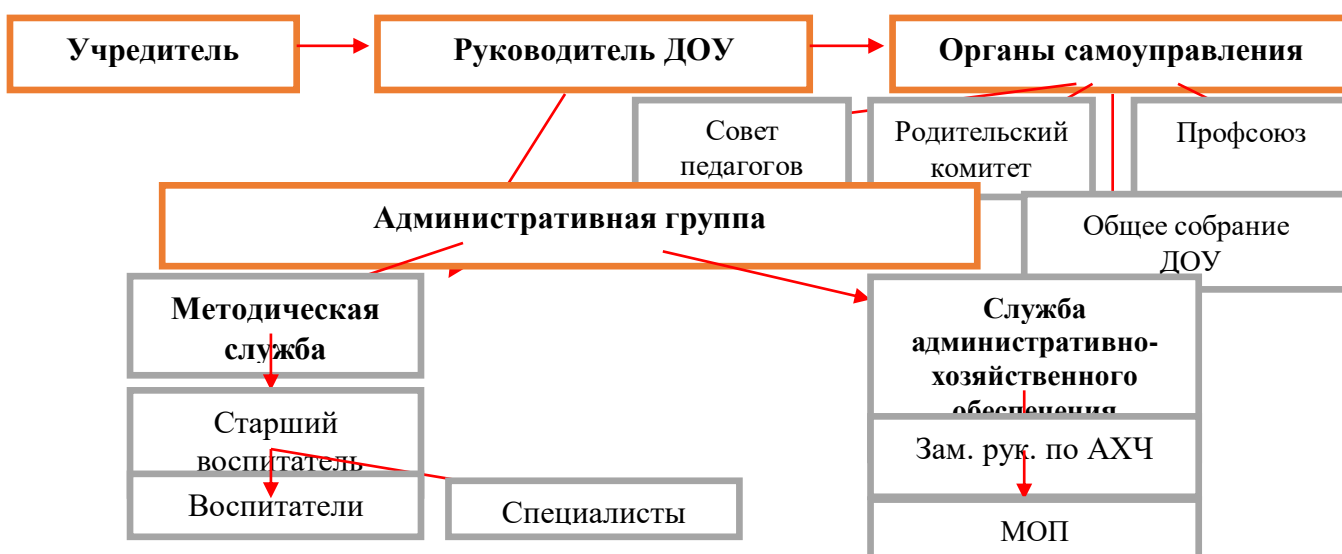 Учредитель
Руководитель ДОУ
Органы самоуправления
Совет
педагогов
Родительский
комитет
Профсоюз
Административная группа
Общее собрание
ДОУ
Методическая
служба
Служба
административно-
хозяйственного
обеспечения
Старший
воспитатель
Зам. рук. по АХЧ
Воспитатели
Специалисты
МОП